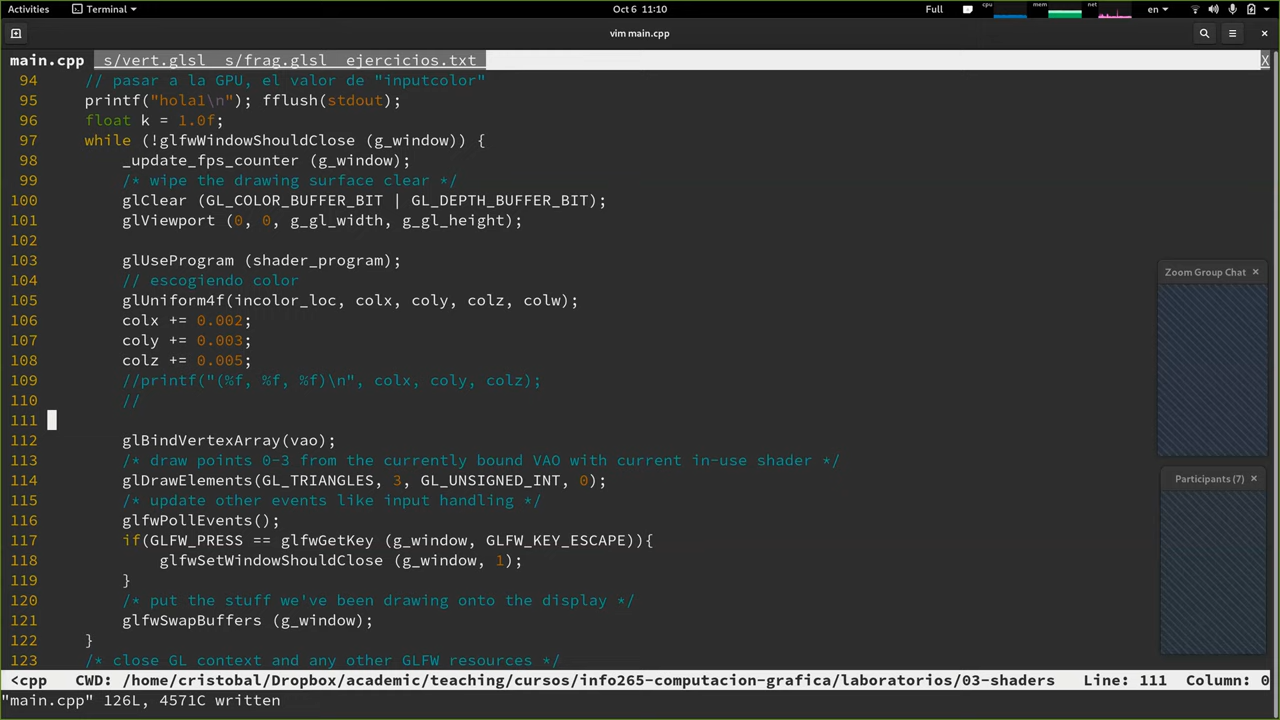 Activities Terminal Oct 6 11:10 Full cpu mem net en
vim main.cpp
main.cpp s/vert.glsl s/frag.glsl ejercicios.txt X
94 // pasar a la GPU, el valor de "inputcolor"
95 printf("hola1\n"); fflush(stdout);
96 float k = 1.0f;
97 while (!glfwWindowShouldClose (g_window)) {
98 _update_fps_counter (g_window);
99 /* wipe the drawing surface clear */
100 glClear (GL_COLOR_BUFFER_BIT | GL_DEPTH_BUFFER_BIT);
101 glViewport (0, 0, g_gl_width, g_gl_height);
102
103 glUseProgram (shader_program);
104 // escogiendo color
105 glUniform4f(incolor_loc, colx, coly, colz, colw);
106 colx += 0.002;
107 coly += 0.003;
108 colz += 0.005;
109 //printf("(%f, %f, %f)\n", colx, coly, colz);
110 //
111
112 glBindVertexArray(vao);
113 /* draw points 0-3 from the currently bound VAO with current in-use shader */
114 glDrawElements(GL_TRIANGLES, 3, GL_UNSIGNED_INT, 0);
115 /* update other events like input handling */
116 glfwPollEvents();
117 if(GLFW_PRESS == glfwGetKey (g_window, GLFW_KEY_ESCAPE)){
118 glfwSetWindowShouldClose (g_window, 1);
119 }
120 /* put the stuff we've been drawing onto the display */
121 glfwSwapBuffers (g_window);
122 }
123 /* close GL context and any other GLFW resources */
<cpp CWD: /home/cristobal/Dropbox/academic/teaching/cursos/info265-computacion-grafica/laboratorios/03-shaders Line: 111 Column: 0
"main.cpp" 126L, 4571C written
Zoom Group Chat
Participants (7)